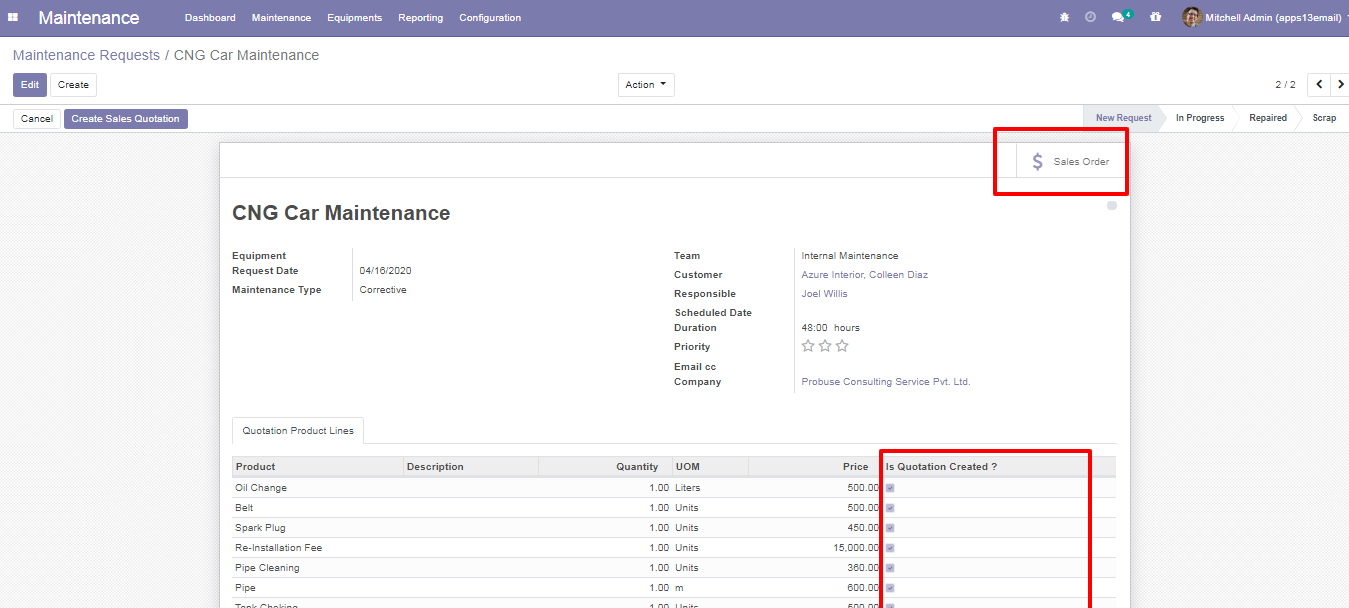 Maintenance Dashboard Maintenance Equipments Reporting Configuration 4 Mitchell Admin (apps13email)
Maintenance Requests / CNG Car Maintenance
Edit Create Action 2 / 2
Cancel Create Sales Quotation New Request In Progress Repaired Scrap
$ Sales Order
CNG Car Maintenance
Equipment
Request Date 04/16/2020
Maintenance Type Corrective
Team Internal Maintenance
Customer Azure Interior, Colleen Diaz
Responsible Joel Willis
Scheduled Date
Duration 48:00 hours
Priority
Email cc
Company Probuse Consulting Service Pvt. Ltd.
Quotation Product Lines
Product Description Quantity UOM Price Is Quotation Created ?
Oil Change 1.00 Liters 500.00
Belt 1.00 Units 500.00
Spark Plug 1.00 Units 450.00
Re-Installation Fee 1.00 Units 15,000.00
Pipe Cleaning 1.00 Units 360.00
Pipe 1.00 m 600.00
Tank Choking 1.00 Units 500.00